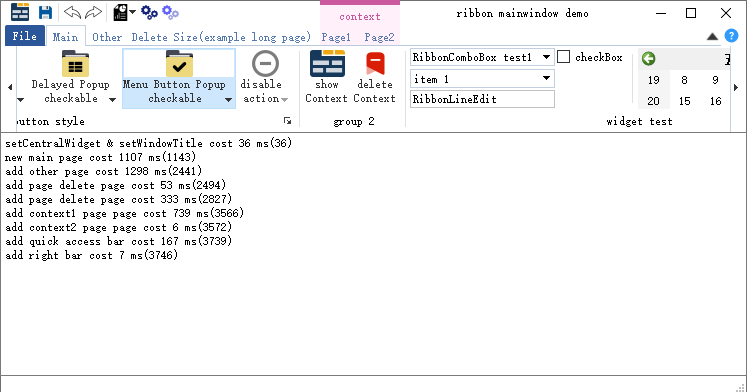 context
ribbon mainwindow demo
File
Main
Other
Delete Size(example long page)
Page1
Page2
Delayed Popup
checkable
Menu Button Popup
checkable
disable
action
button style
show
Context
delete
Context
group 2
RibbonComboBox test1
checkBox
item 1
RibbonLineEdit
19 8 9
20 15 16
widget test
setCentralWidget & setWindowTitle cost 36 ms(36)
new main page cost 1107 ms(1143)
add other page cost 1298 ms(2441)
add page delete page cost 53 ms(2494)
add page delete page cost 333 ms(2827)
add context1 page page cost 739 ms(3566)
add context2 page page cost 6 ms(3572)
add quick access bar cost 167 ms(3739)
add right bar cost 7 ms(3746)